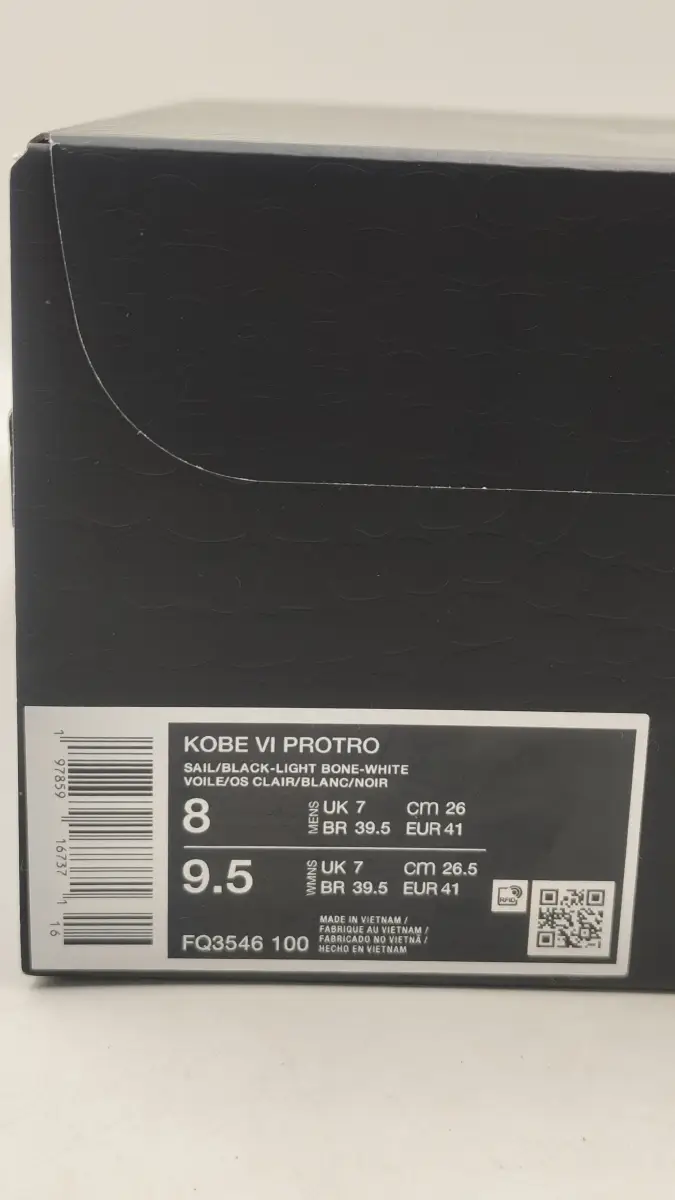 KOBE VI PROTRO
SAIL/BLACK-LIGHT BONE-WHITE
VOILE/OS CLAIR/BLANC/NOIR
8 MENS UK 7 cm 26
BR 39.5 EUR 41
9.5 WMNS UK 7 cm 26.5
BR 39.5 EUR 41
FQ3546 100
MADE IN VIETNAM /
FABRIQUE AU VIETNAM /
FABRICADO NO VIETNÃ /
HECHO EN VIETNAM
RFID
1 97859 16737 1 16